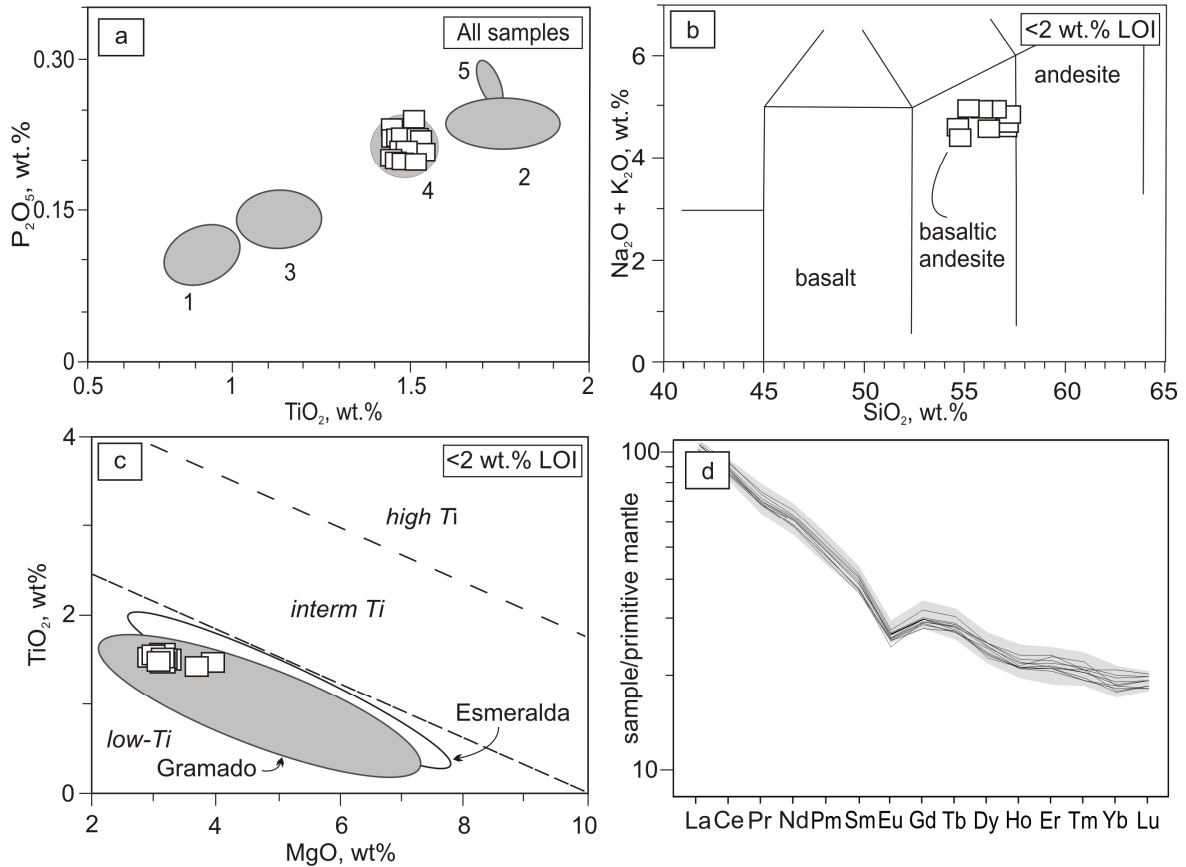 a
All samples
0.30
0.15
0
P₂O₅, wt.%
5
4
2
3
1
0.5
1
1.5
2
TiO₂, wt.%
b
<2 wt.% LOI
andesite
6
4
2
0
Na₂O + K₂O, wt.%
basaltic
andesite
basalt
40
45
50
55
60
65
SiO₂, wt.%
c
<2 wt.% LOI
4
2
0
TiO₂, wt%
high Ti
interm Ti
Esmeralda
low-Ti
Gramado
2
4
6
8
10
MgO, wt%
d
100
10
sample/primitive mantle
La Ce Pr Nd Pm Sm Eu Gd Tb Dy Ho Er Tm Yb Lu